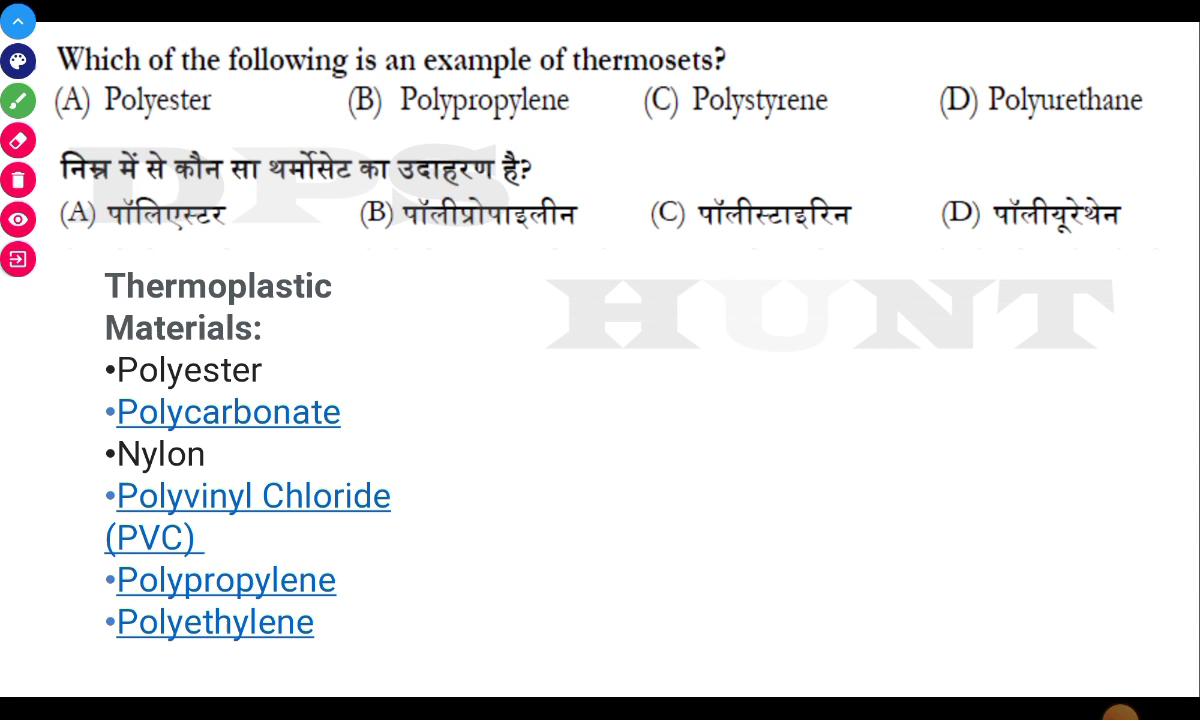 Which of the following is an example of thermosets?
(A) Polyester (B) Polypropylene (C) Polystyrene (D) Polyurethane
निम्न में से कौन सा थर्मोसेट का उदाहरण है?
(A) पॉलिएस्टर (B) पॉलीप्रोपाइलीन (C) पॉलीस्टाइरिन (D) पॉलीयूरेथेन
DPS
HUNT
Thermoplastic
Materials:
•Polyester
•Polycarbonate
•Nylon
•Polyvinyl Chloride
(PVC)
•Polypropylene
•Polyethylene